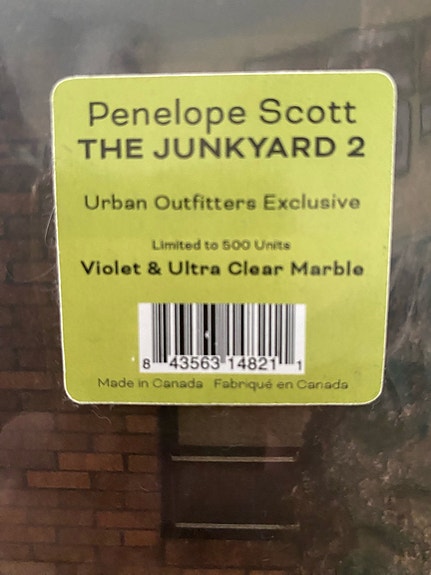 Penelope Scott
THE JUNKYARD 2
Urban Outfitters Exclusive
Limited to 500 Units
Violet & Ultra Clear Marble
8 43563 14821 1
Made in Canada Fabriqué en Canada